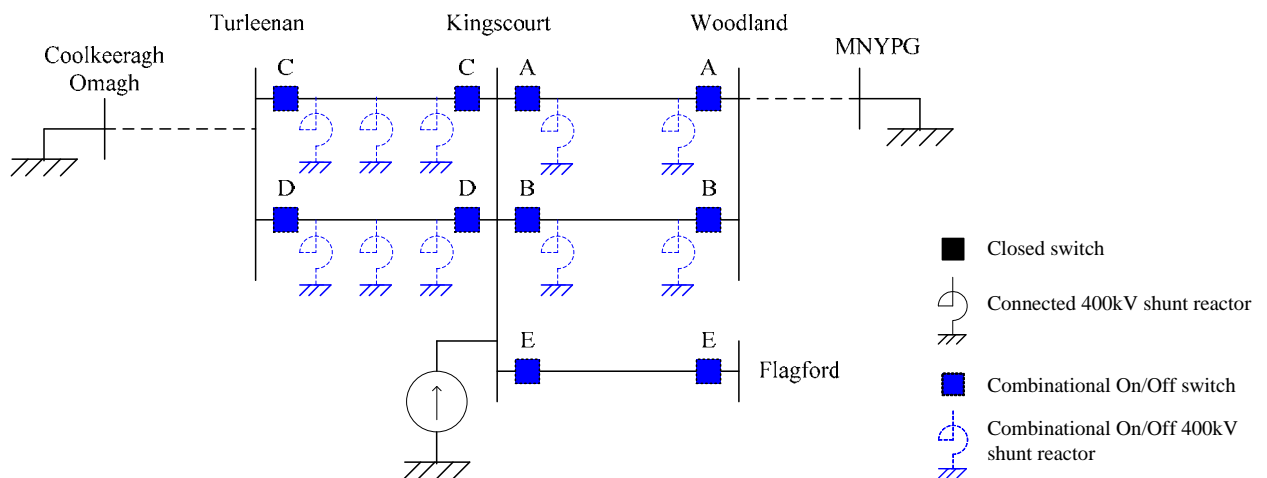 Turleenan
Kingscourt
Woodland
Coolkeeragh
Omagh
MNYPG
C
C
A
A
D
D
B
B
E
E
Flagford
Closed switch
Connected 400kV shunt reactor
Combinational On/Off switch
Combinational On/Off 400kV
shunt reactor